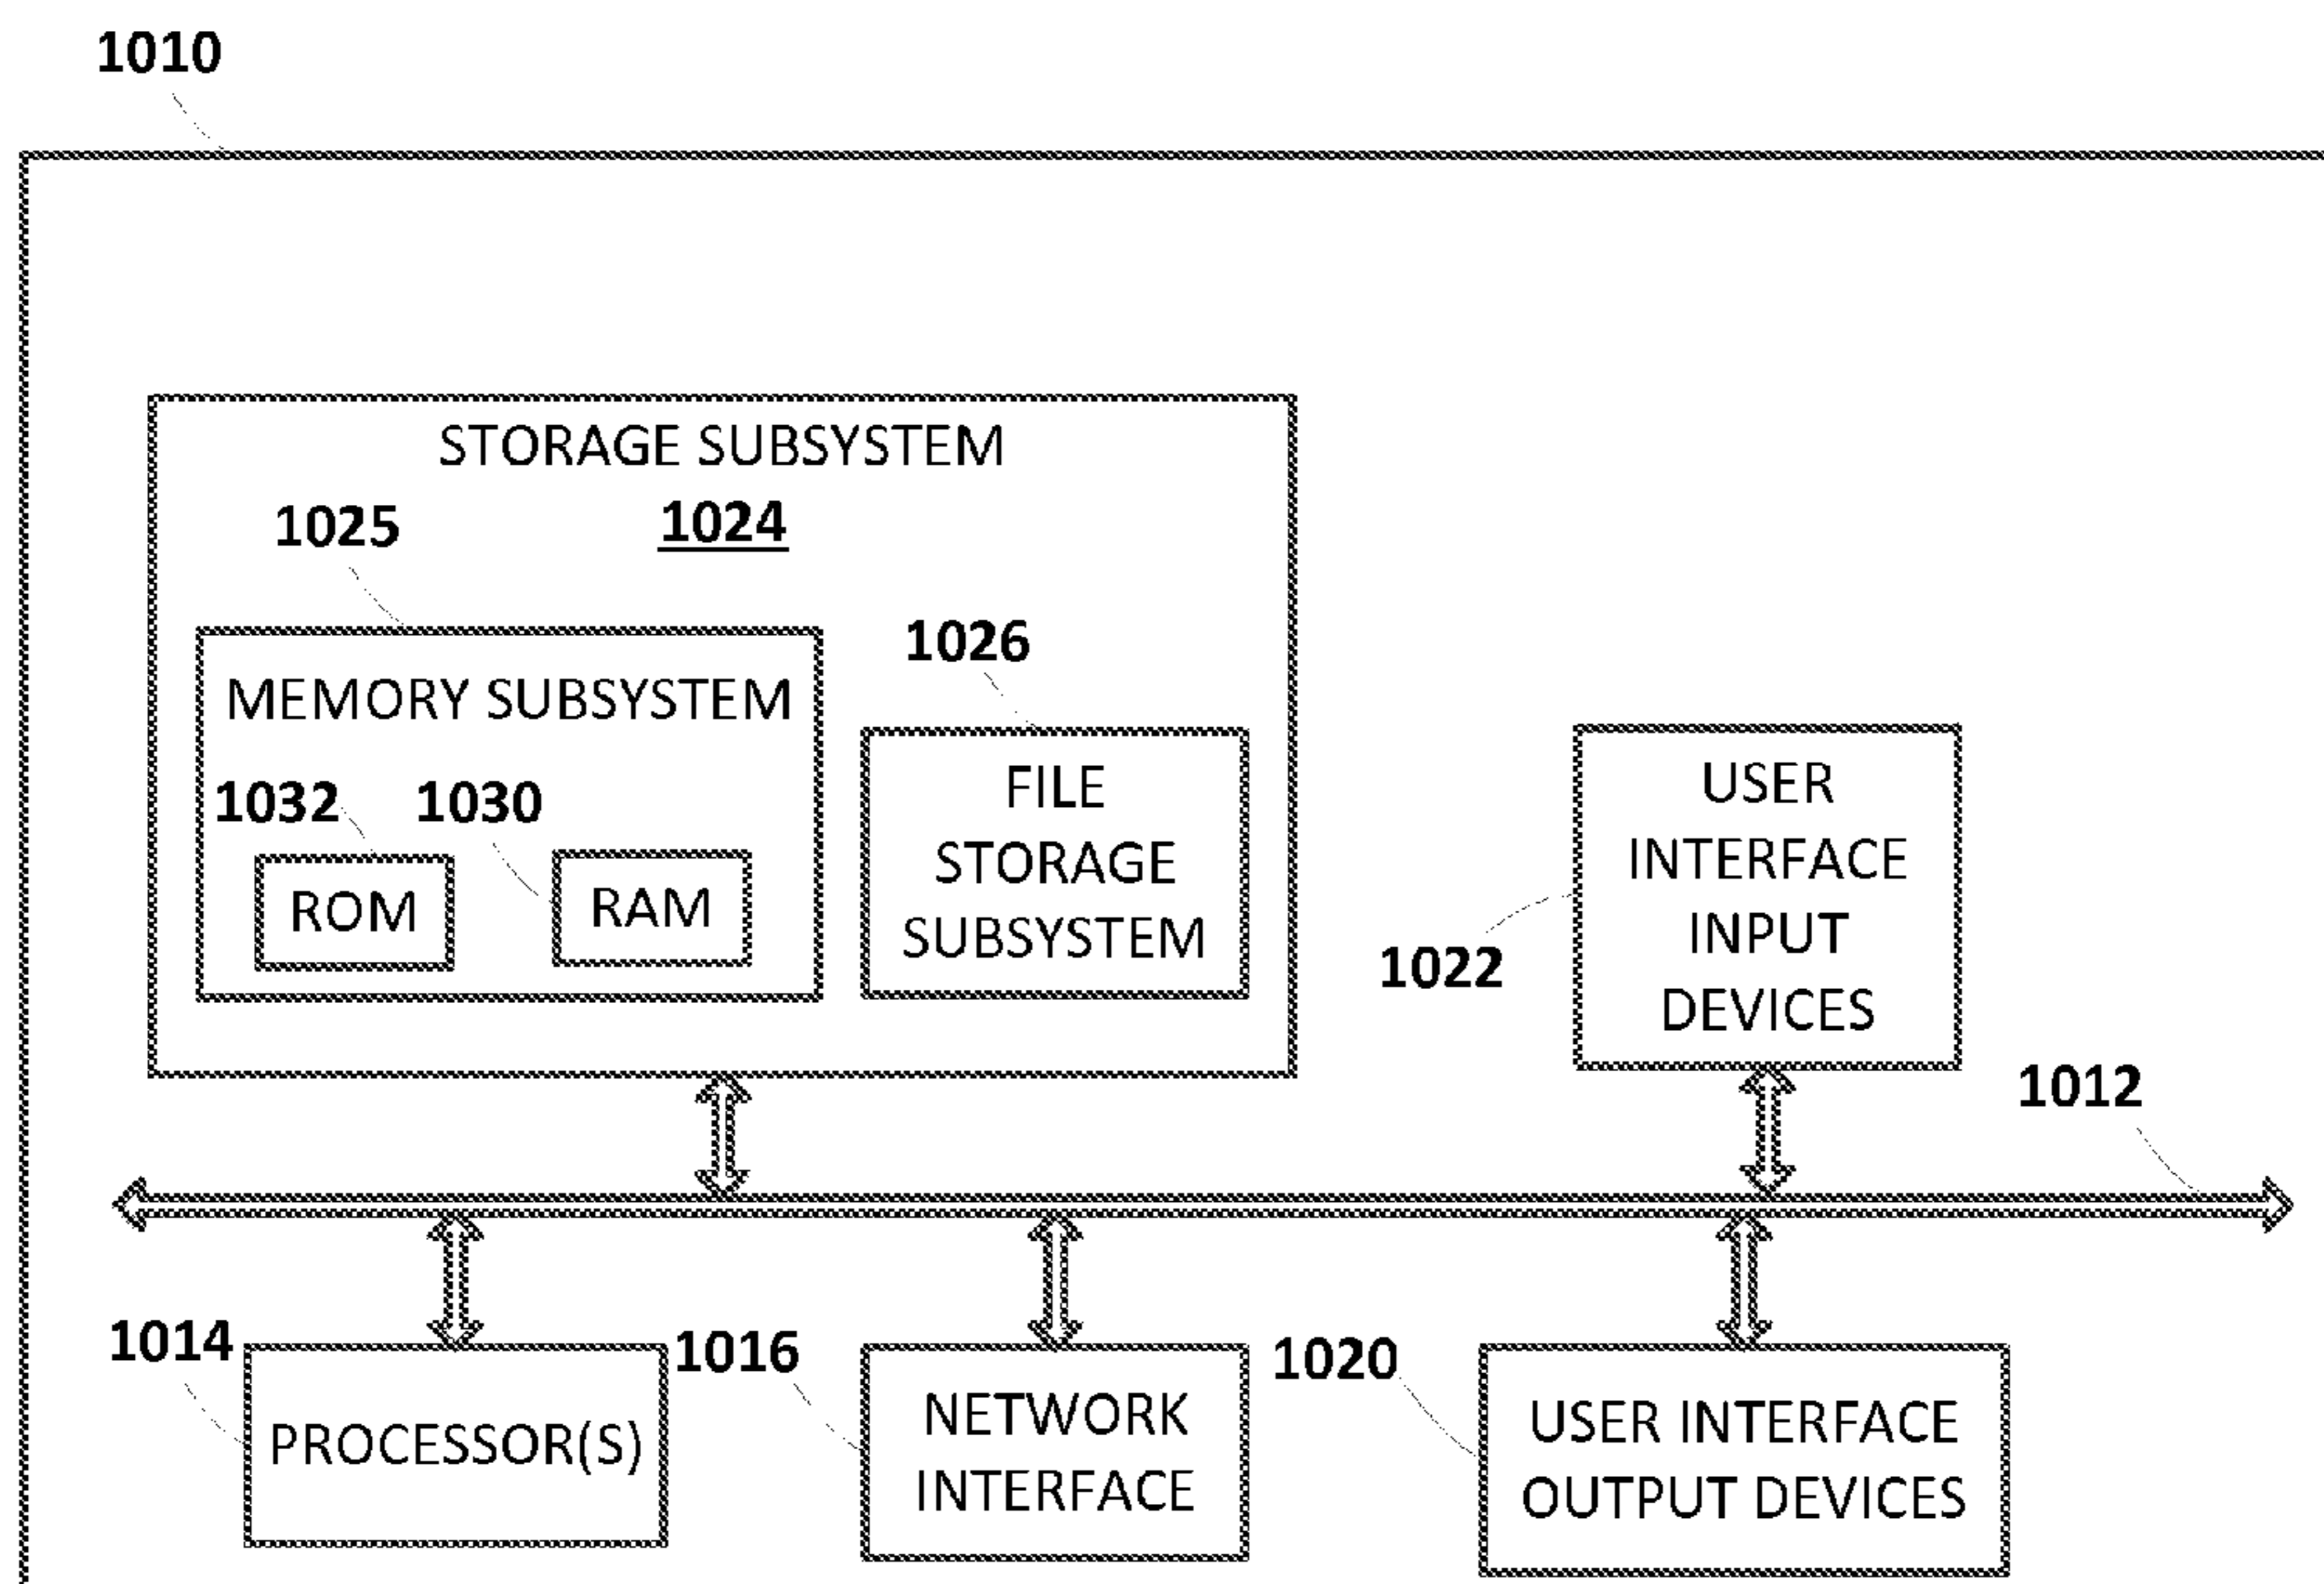 1010
STORAGE SUBSYSTEM
1024
1025
MEMORY SUBSYSTEM
1032
1030
ROM
RAM
1026
FILE
STORAGE
SUBSYSTEM
USER
INTERFACE
INPUT
DEVICES
1022
1012
1014
PROCESSOR(S)
1016
NETWORK
INTERFACE
1020
USER INTERFACE
OUTPUT DEVICES